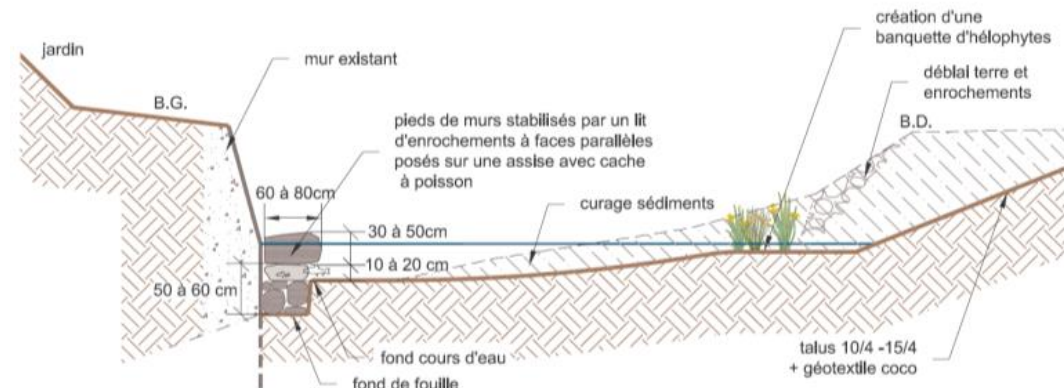 création d'une
banquette d'hélophytes
jardin
mur existant
déblai terre et
enrochements
B.G.
B.D.
pieds de murs stabilisés par un lit
d'enrochements à faces parallèles
posés sur une assise avec cache
à poisson
60 à 80cm
curage sédiments
30 à 50cm
10 à 20 cm
50 à 60 cm
talus 10/4 -15/4
+ géotextile coco
fond cours d'eau
fond de fouille